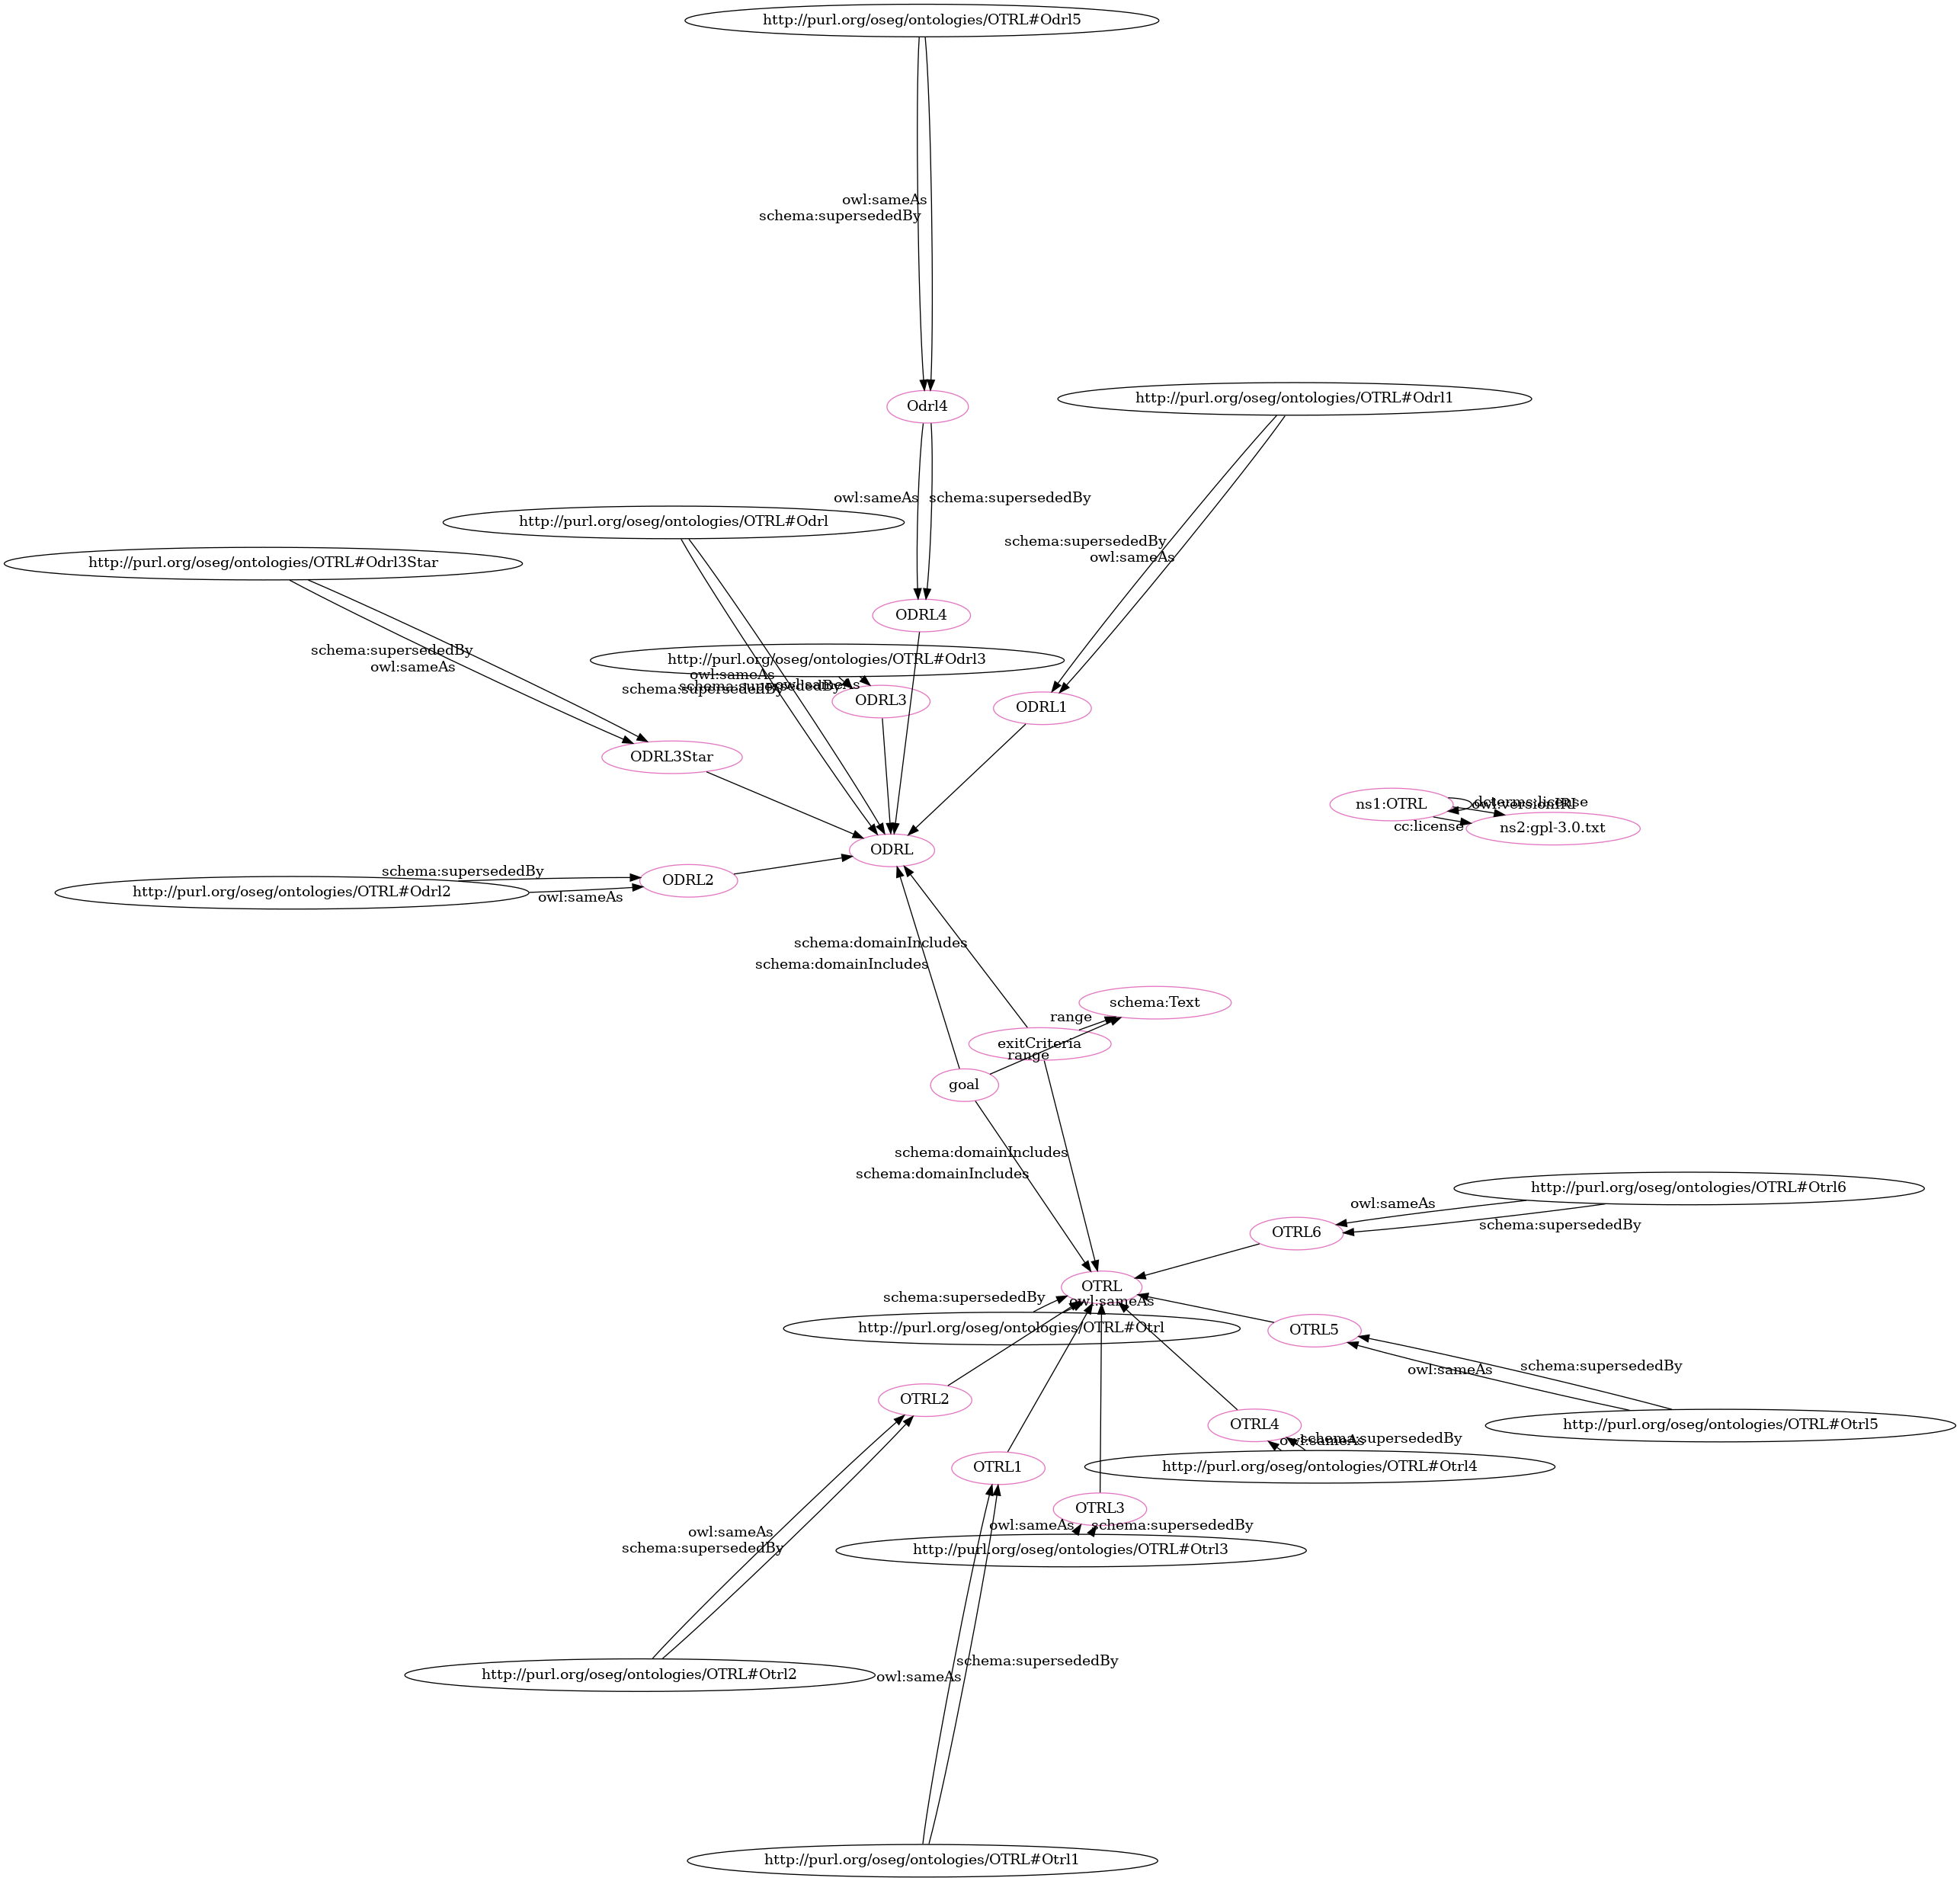 http://purl.org/oseg/ontologies/OTRL#Odrl5
owl:sameAs
schema:supersededBy
http://purl.org/oseg/ontologies/OTRL#Odrl1
Odrl4
owl:sameAs
schema:supersededBy
http://purl.org/oseg/ontologies/OTRL#Odrl
schema:supersededBy
owl:sameAs
http://purl.org/oseg/ontologies/OTRL#Odrl3Star
ODRL4
schema:supersededBy
owl:sameAs
http://purl.org/oseg/ontologies/OTRL#Odrl3
owl:sameAs
schema:supersededBy
schema:supersededBy
owl:sameAs
ODRL3
ODRL1
ODRL3Star
ns1:OTRL
dcterms:license
owl:versionIRI
cc:license
ns2:gpl-3.0.txt
ODRL
schema:supersededBy
ODRL2
http://purl.org/oseg/ontologies/OTRL#Odrl2
owl:sameAs
schema:domainIncludes
schema:domainIncludes
schema:Text
range
exitCriteria
range
goal
schema:domainIncludes
schema:domainIncludes
http://purl.org/oseg/ontologies/OTRL#Otrl6
owl:sameAs
schema:supersededBy
OTRL6
OTRL
schema:supersededBy
owl:sameAs
http://purl.org/oseg/ontologies/OTRL#Otrl
OTRL5
schema:supersededBy
owl:sameAs
OTRL2
OTRL4
http://purl.org/oseg/ontologies/OTRL#Otrl5
owl:sameAs
schema:supersededBy
OTRL1
http://purl.org/oseg/ontologies/OTRL#Otrl4
OTRL3
owl:sameAs
schema:supersededBy
owl:sameAs
schema:supersededBy
http://purl.org/oseg/ontologies/OTRL#Otrl3
http://purl.org/oseg/ontologies/OTRL#Otrl2
schema:supersededBy
owl:sameAs
http://purl.org/oseg/ontologies/OTRL#Otrl1